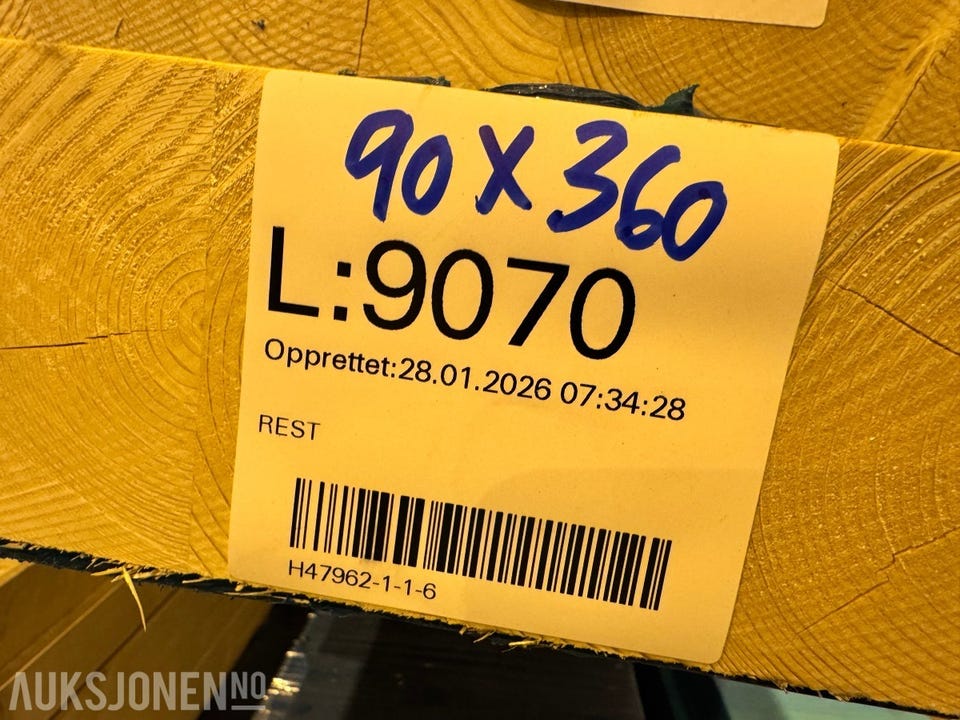 90 X 360
L:9070
Opprettet:28.01.2026 07:34:28
REST
H47962-1-1-6
AUKSJONEN NO